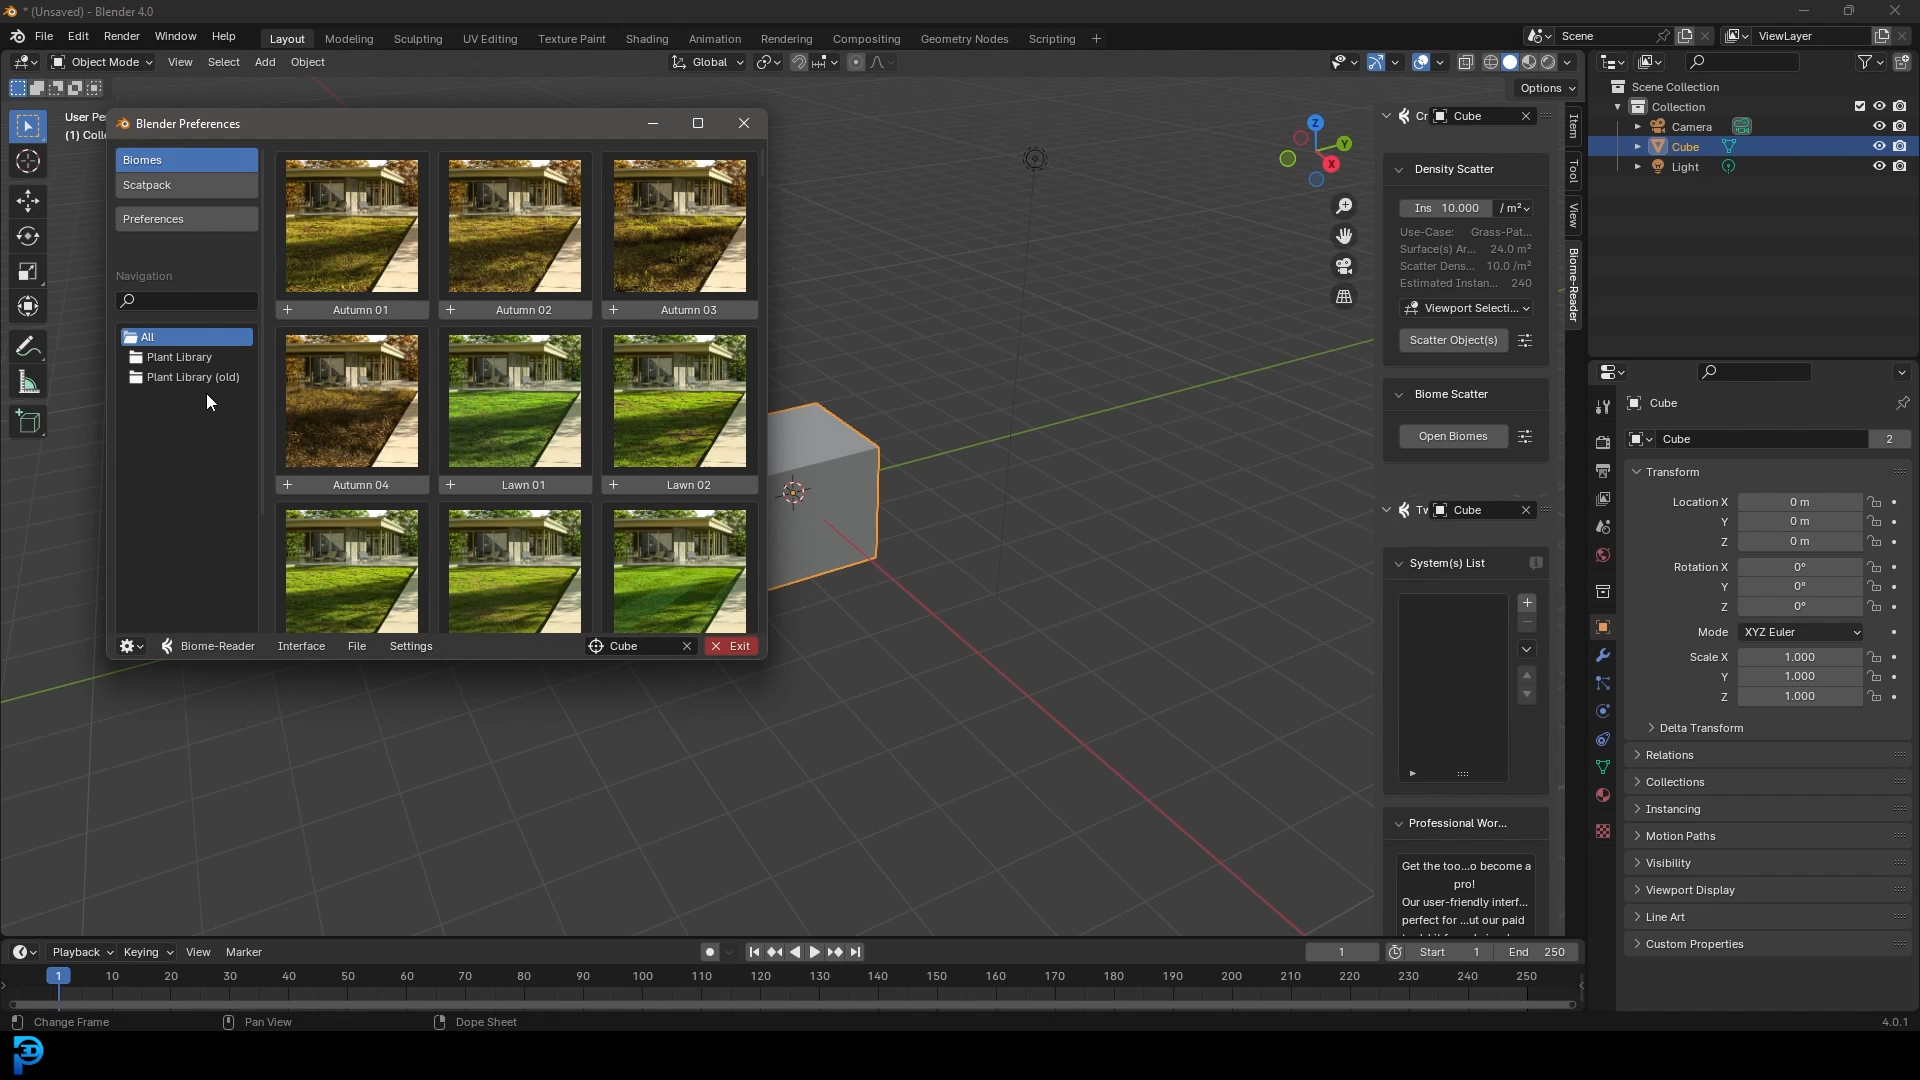 * (Unsaved) - Blender 4.0
File Edit Render Window Help
Layout Modeling Sculpting UV Editing Texture Paint Shading Animation Rendering Compositing Geometry Nodes Scripting +
Scene
ViewLayer
Object Mode View Select Add Object
Global
Options
User Pe
(1) Coll
Blender Preferences
Biomes
Scatpack
Preferences
Navigation
All
Plant Library
Plant Library (old)
Autumn 01
Autumn 02
Autumn 03
Autumn 04
Lawn 01
Lawn 02
Biome-Reader Interface File Settings
Cube
Exit
Z
Y
X
Cr Cube
Density Scatter
Ins 10.000 / m²
Use-Case: Grass-Pat...
Surface(s) Ar... 24.0 m²
Scatter Dens... 10.0 /m²
Estimated Instan... 240
Viewport Selecti...
Scatter Object(s)
Biome Scatter
Open Biomes
Tw Cube
System(s) List
Professional Wor...
Get the too...o become a
pro!
Our user-friendly interf...
perfect for ...ut our paid
Item
Tool
View
Biome-Reader
Scene Collection
Collection
Camera
Cube
Light
Cube
Cube 2
Transform
Location X 0 m
Y 0 m
Z 0 m
Rotation X 0°
Y 0°
Z 0°
Mode XYZ Euler
Scale X 1.000
Y 1.000
Z 1.000
Delta Transform
Relations
Collections
Instancing
Motion Paths
Visibility
Viewport Display
Line Art
Custom Properties
Playback Keying View Marker
1
Start 1 End 250
1 10 20 30 40 50 60 70 80 90 100 110 120 130 140 150 160 170 180 190 200 210 220 230 240 250
Change Frame
Pan View
Dope Sheet
4.0.1